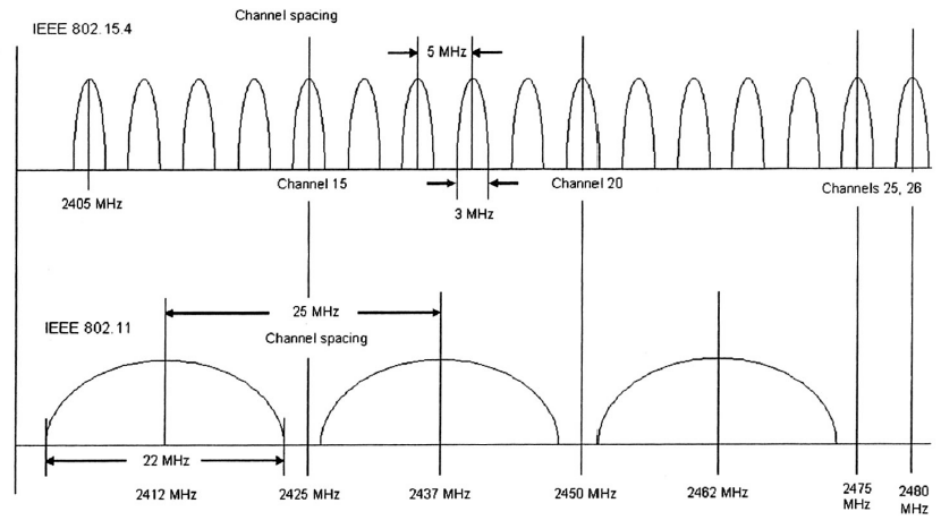 Channel spacing
IEEE 802.15.4
5 MHz
Channel 15
Channel 20
Channels 25, 26
2405 MHz
3 MHz
25 MHz
IEEE 802.11
Channel spacing
22 MHz
2412 MHz
2425 MHz
2437 MHz
2450 MHz
2462 MHz
2475
MHz
2480
MHz